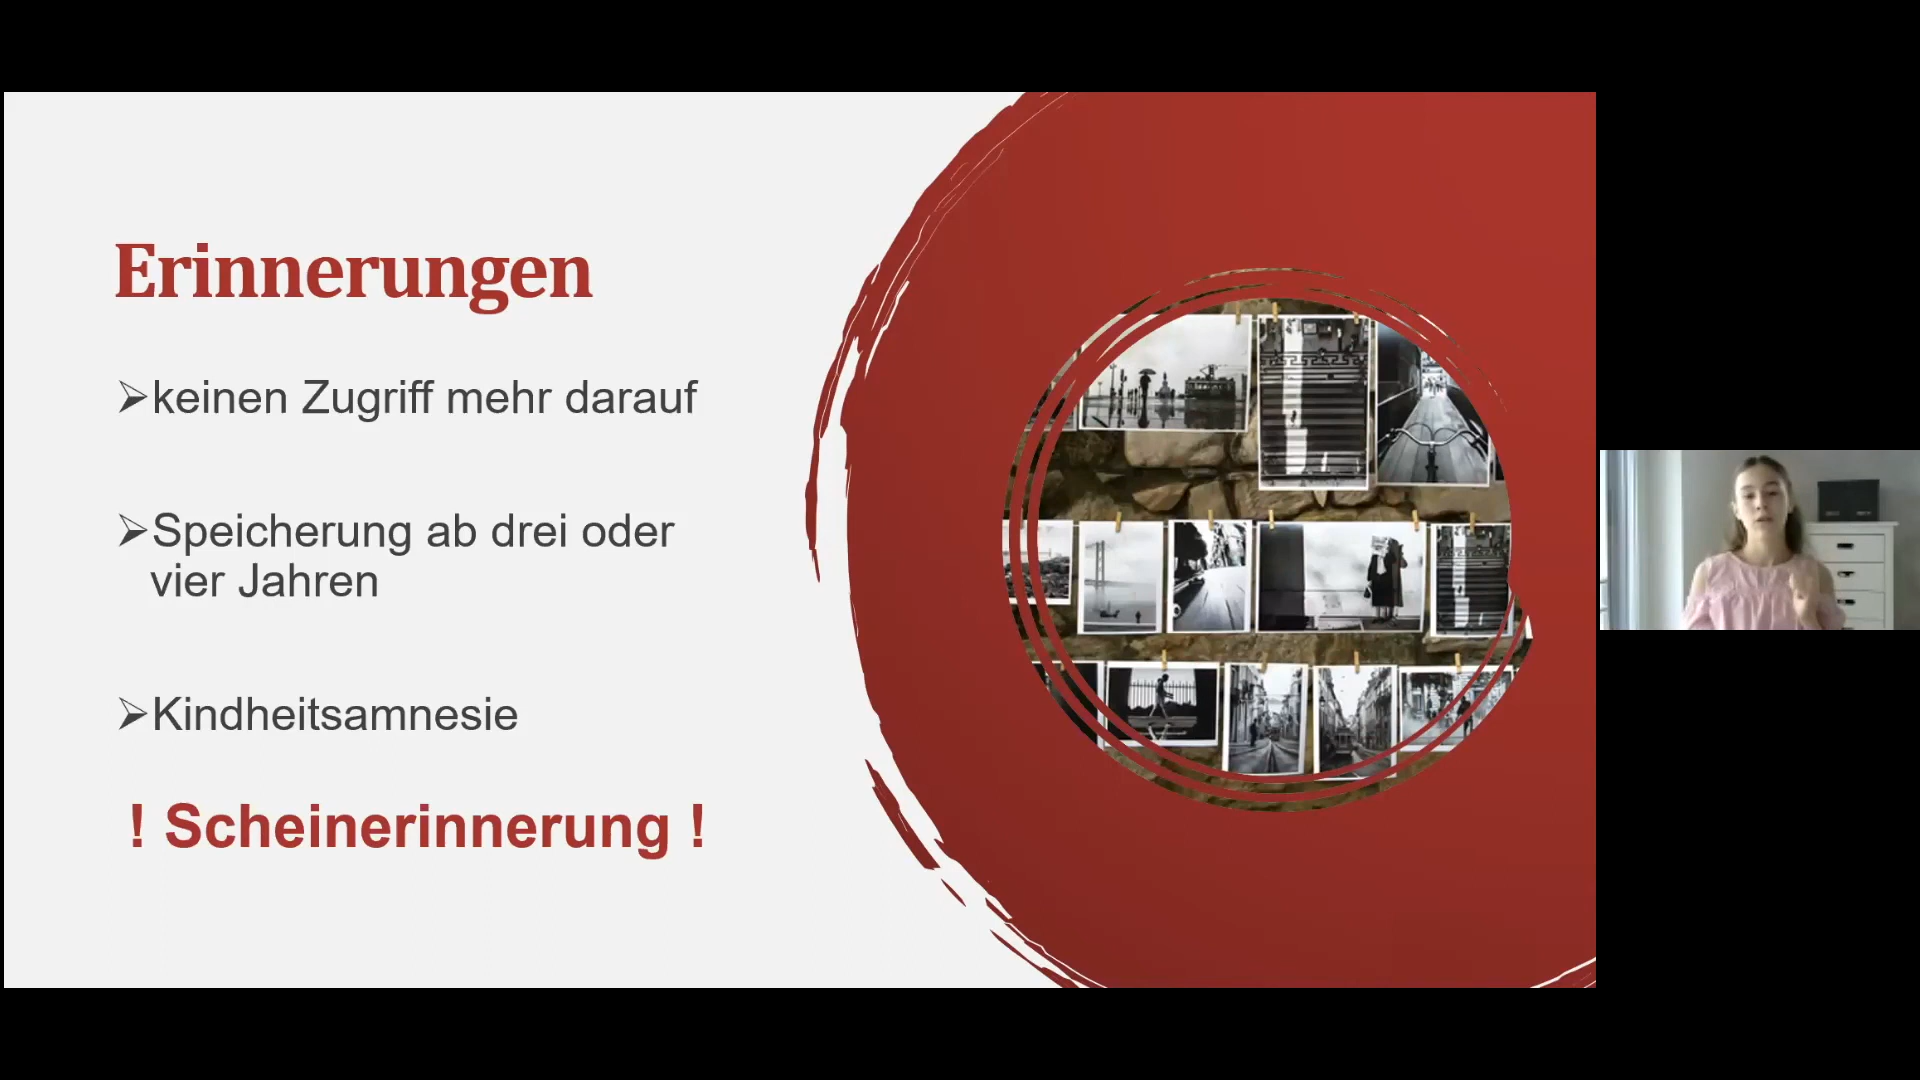 Erinnerungen
➢keinen Zugriff mehr darauf
➢Speicherung ab drei oder
vier Jahren
➢Kindheitsamnesie
! Scheinerinnerung !